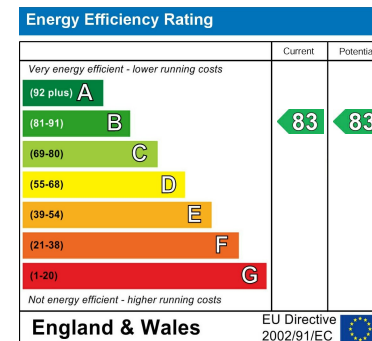 Energy Efficiency Rating
Current Potentia
Very energy efficient - lower running costs
(92 plus) A
(81-91) B 83 83
(69-80) C
(55-68) D
(39-54) E
(21-38) F
(1-20) G
Not energy efficient - higher running costs
England & Wales
EU Directive
2002/91/EC